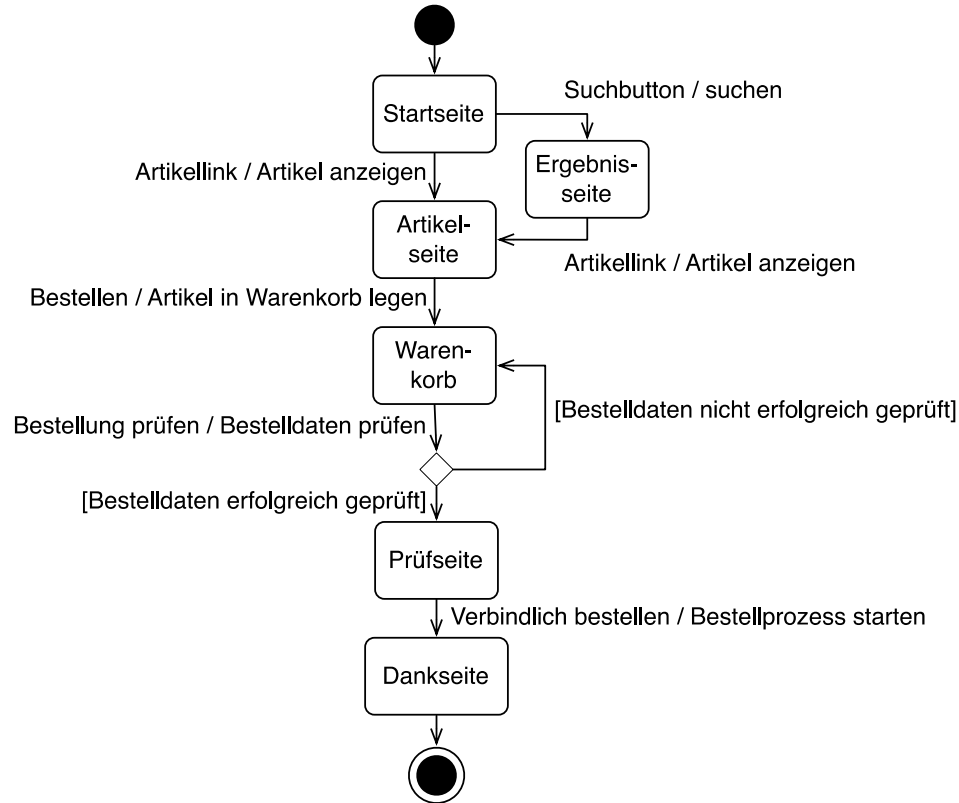 Suchbutton / suchen
Startseite
Ergebnis-
seite
Artikellink / Artikel anzeigen
Artikel-
seite
Artikellink / Artikel anzeigen
Bestellen / Artikel in Warenkorb legen
Waren-
korb
[Bestelldaten nicht erfolgreich geprüft]
Bestellung prüfen / Bestelldaten prüfen
[Bestelldaten erfolgreich geprüft]
Prüfseite
Verbindlich bestellen / Bestellprozess starten
Dankseite